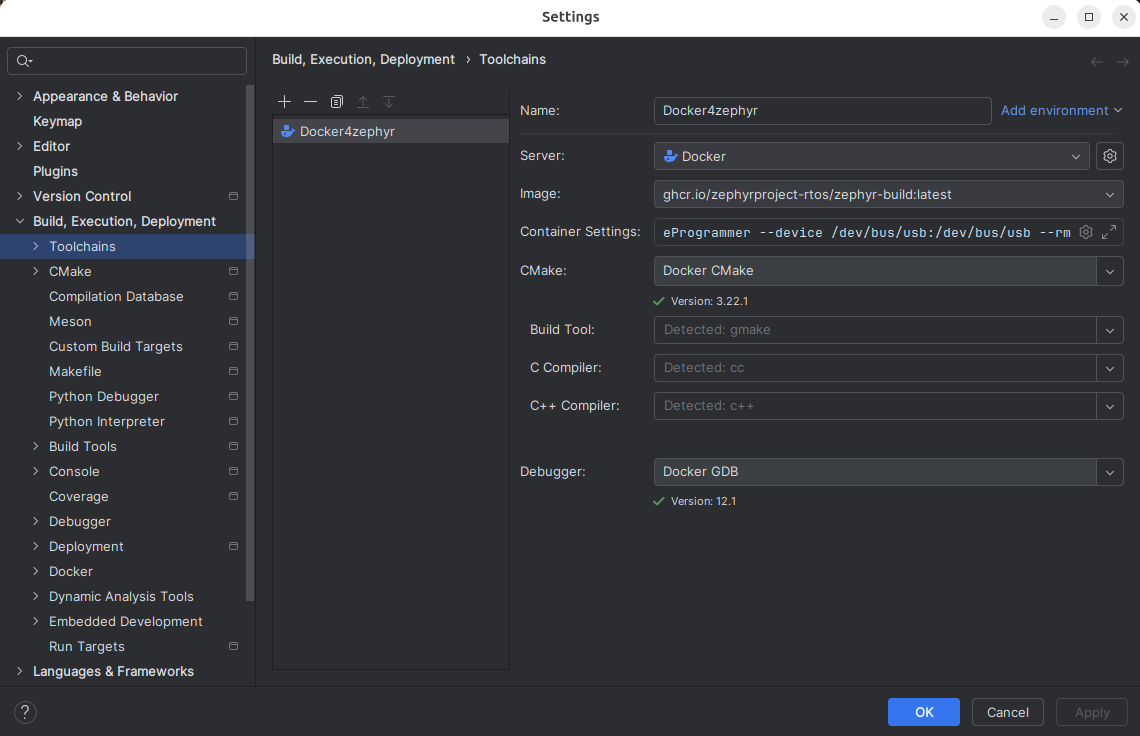 Settings
Build, Execution, Deployment › Toolchains
Appearance & Behavior
Keymap
Editor
Plugins
Version Control
Build, Execution, Deployment
Toolchains
CMake
Compilation Database
Meson
Custom Build Targets
Makefile
Python Debugger
Python Interpreter
Build Tools
Console
Coverage
Debugger
Deployment
Docker
Dynamic Analysis Tools
Embedded Development
Run Targets
Languages & Frameworks
Docker4zephyr
Name: Docker4zephyr Add environment
Server: Docker
Image: ghcr.io/zephyrproject-rtos/zephyr-build:latest
Container Settings: eProgrammer --device /dev/bus/usb:/dev/bus/usb --rm
CMake: Docker CMake
Version: 3.22.1
Build Tool: Detected: gmake
C Compiler: Detected: cc
C++ Compiler: Detected: c++
Debugger: Docker GDB
Version: 12.1
? OK Cancel Apply